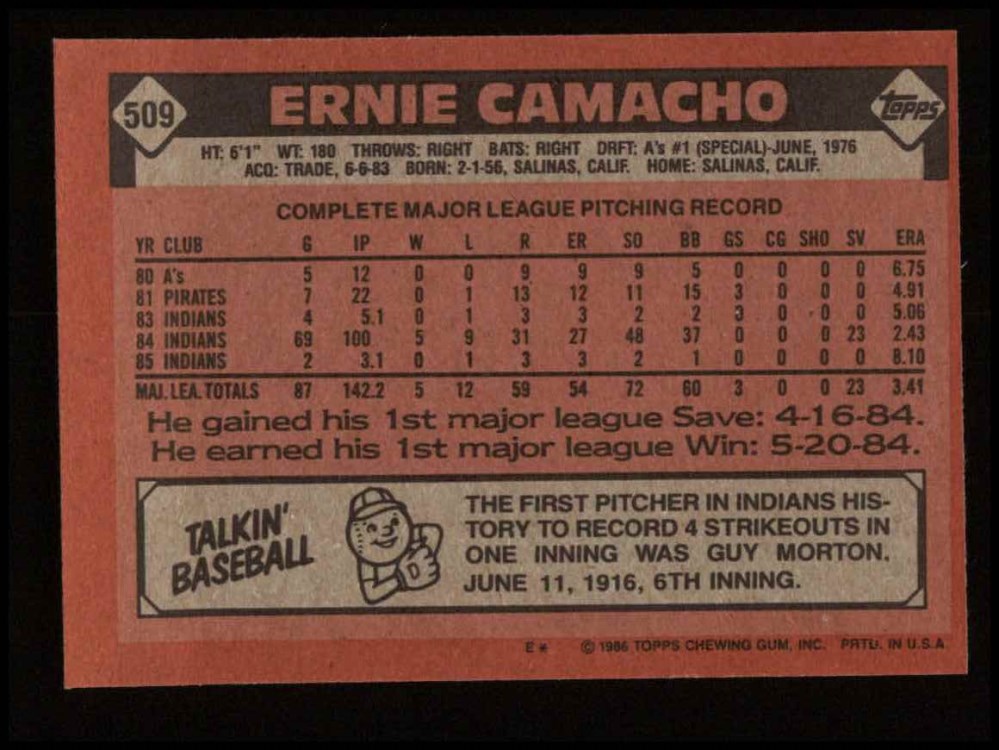 509 ERNIE CAMACHO Topps
HT: 6'1" WT: 180 THROWS: RIGHT BATS: RIGHT DRFT: A's #1 (SPECIAL)-JUNE, 1976
ACQ: TRADE, 6-6-83 BORN: 2-1-56, SALINAS, CALIF. HOME: SALINAS, CALIF.
COMPLETE MAJOR LEAGUE PITCHING RECORD
YR CLUB G IP W L R ER SO BB GS CG SHO SV ERA
80 A's 5 12 0 0 9 9 9 5 0 0 0 0 6.75
81 PIRATES 7 22 0 1 13 12 11 15 3 0 0 0 4.91
83 INDIANS 4 5.1 0 1 3 3 2 2 0 0 0 0 5.06
84 INDIANS 69 100 5 9 31 27 48 37 0 0 0 23 2.43
85 INDIANS 2 3.1 0 1 3 3 2 1 0 0 0 0 8.10
MAJ. LEA. TOTALS 87 142.2 5 12 59 54 72 60 3 0 0 23 3.41
He gained his 1st major league Save: 4-16-84.
He earned his 1st major league Win: 5-20-84.
TALKIN'
BASEBALL
THE FIRST PITCHER IN INDIANS HIS-
TORY TO RECORD 4 STRIKEOUTS IN
ONE INNING WAS GUY MORTON.
JUNE 11, 1916, 6TH INNING.
E* © 1986 TOPPS CHEWING GUM, INC. PRTD. IN U.S.A.